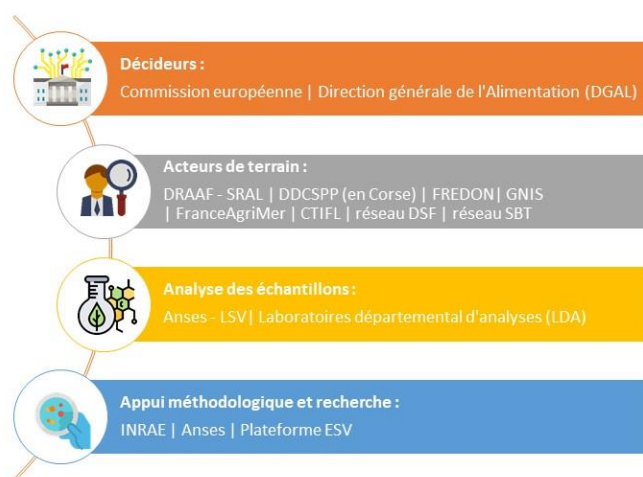 Décideurs :
Commission européenne | Direction générale de l'Alimentation (DGAL)
Acteurs de terrain :
DRAAF - SRAL | DDCSPP (en Corse) | FREDON| GNIS
| FranceAgriMer | CTIFL | réseau DSF | réseau SBT
Analyse des échantillons :
Anses - LSV| Laboratoires départemental d'analyses (LDA)
Appui méthodologique et recherche :
INRAE | Anses | Plateforme ESV